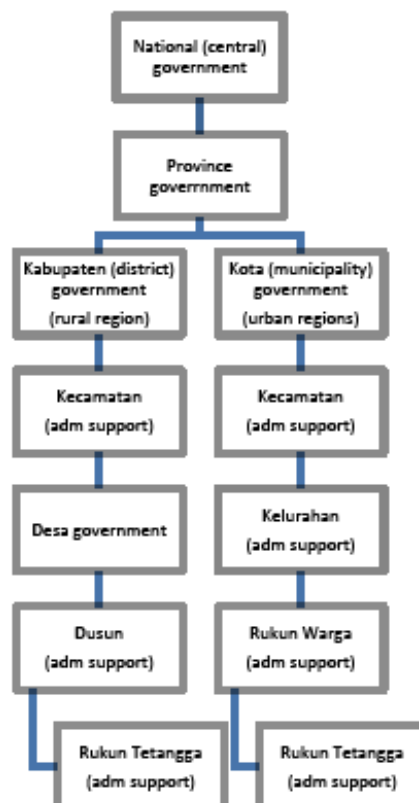 National (central)
government
Province
goverrnment
Kabupaten (district)
government
(rural region)
Kota (municipality)
government
(urban regions)
Kecamatan
(adm support)
Kecamatan
(adm support)
Desa government
Kelurahan
(adm support)
Dusun
(adm support)
Rukun Warga
(adm support)
Rukun Tetangga
(adm support)
Rukun Tetangga
(adm support)